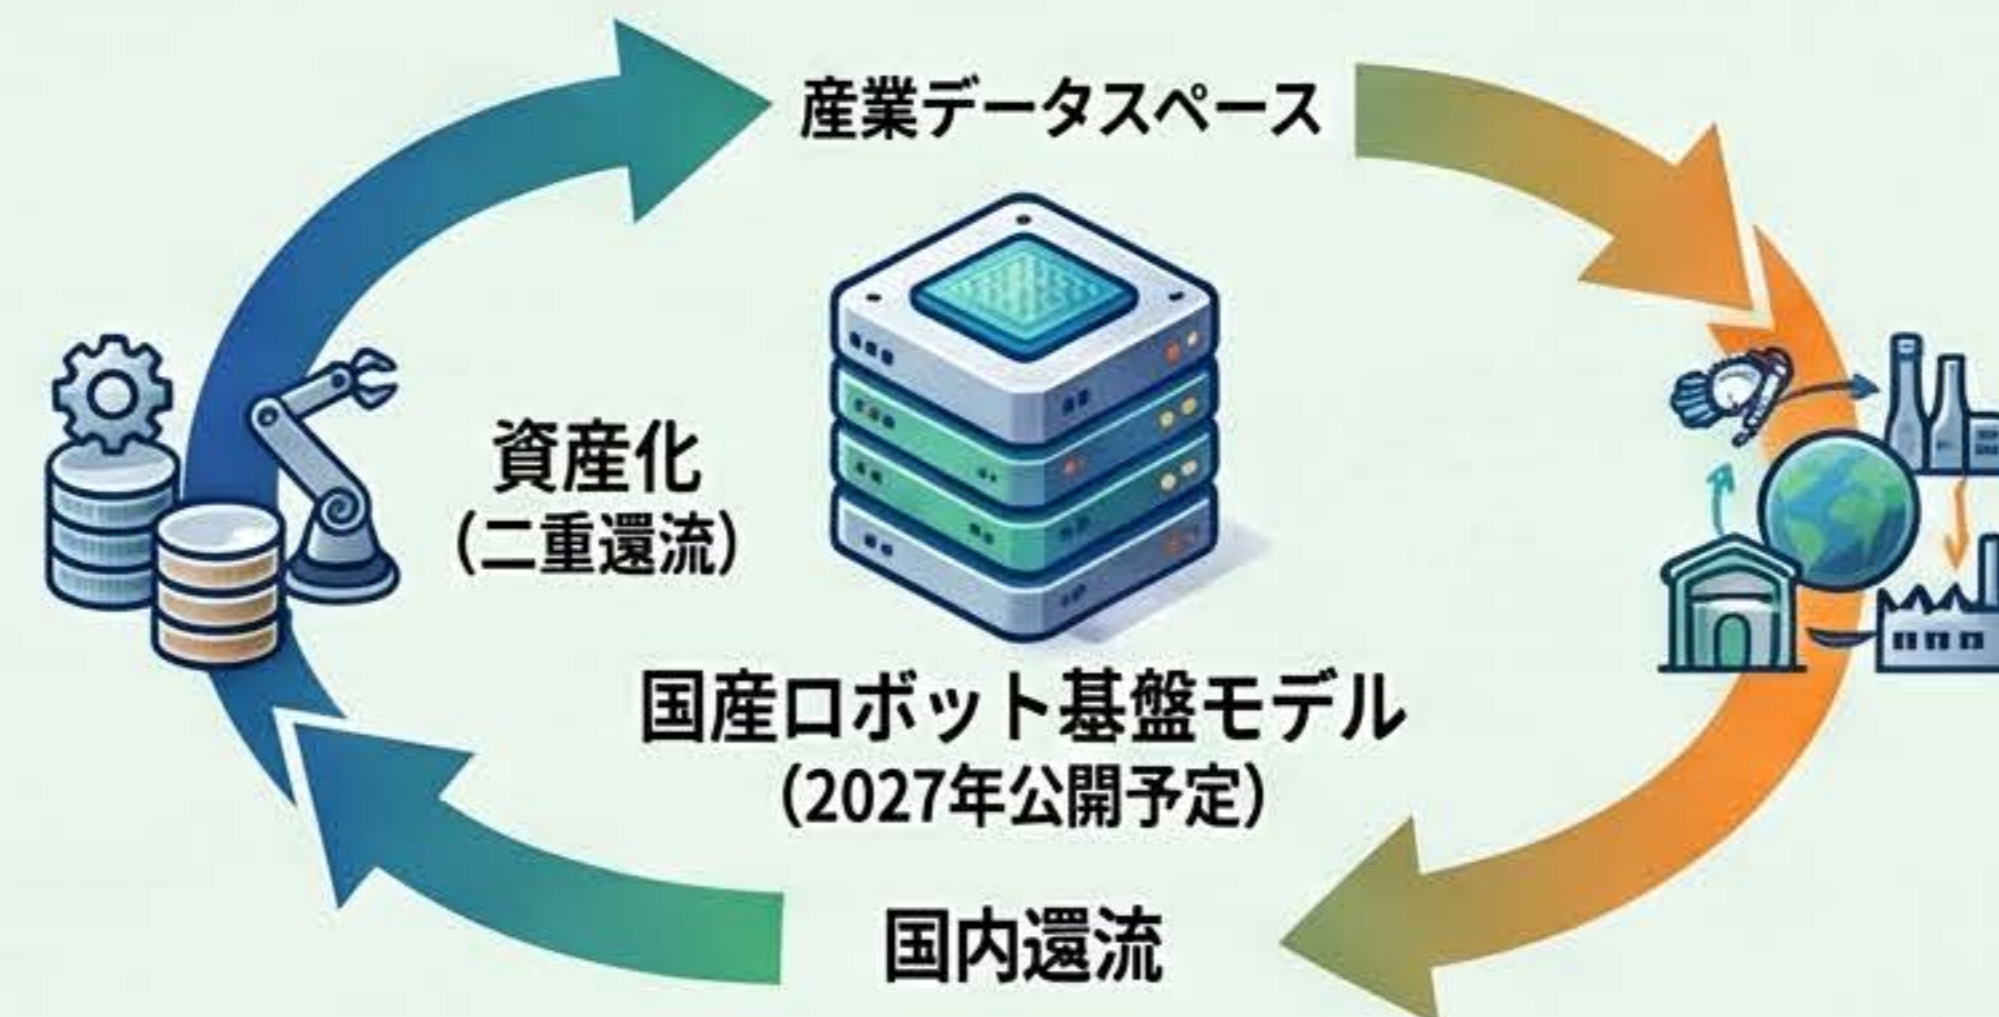 産業データスペース
資産化
（二重還流）
国産ロボット基盤モデル
（2027年公開予定）
国内還流